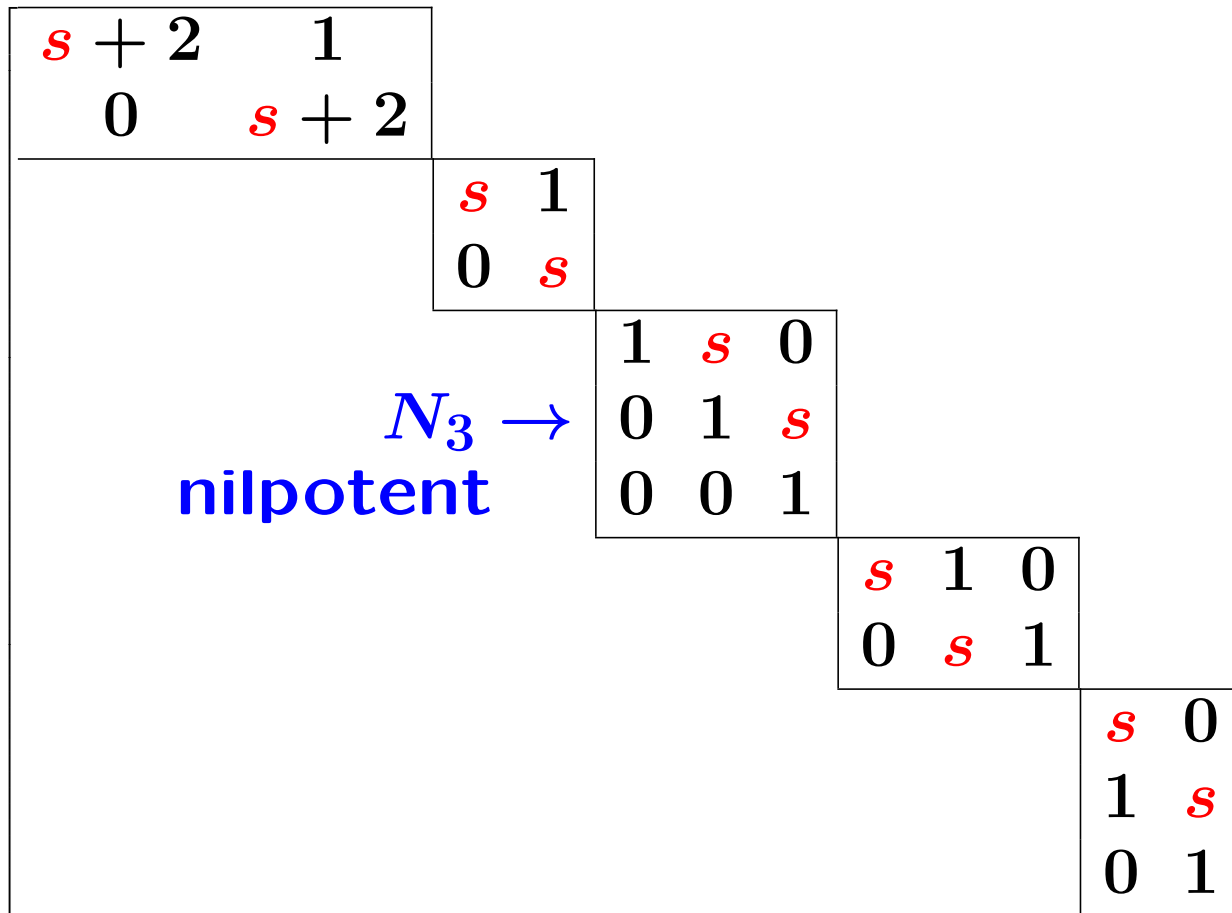 s + 2 1
0 s + 2
s 1
0 s
1 s 0
N₃ → 0 1 s
nilpotent 0 0 1
s 1 0
0 s 1
s 0
1 s
0 1